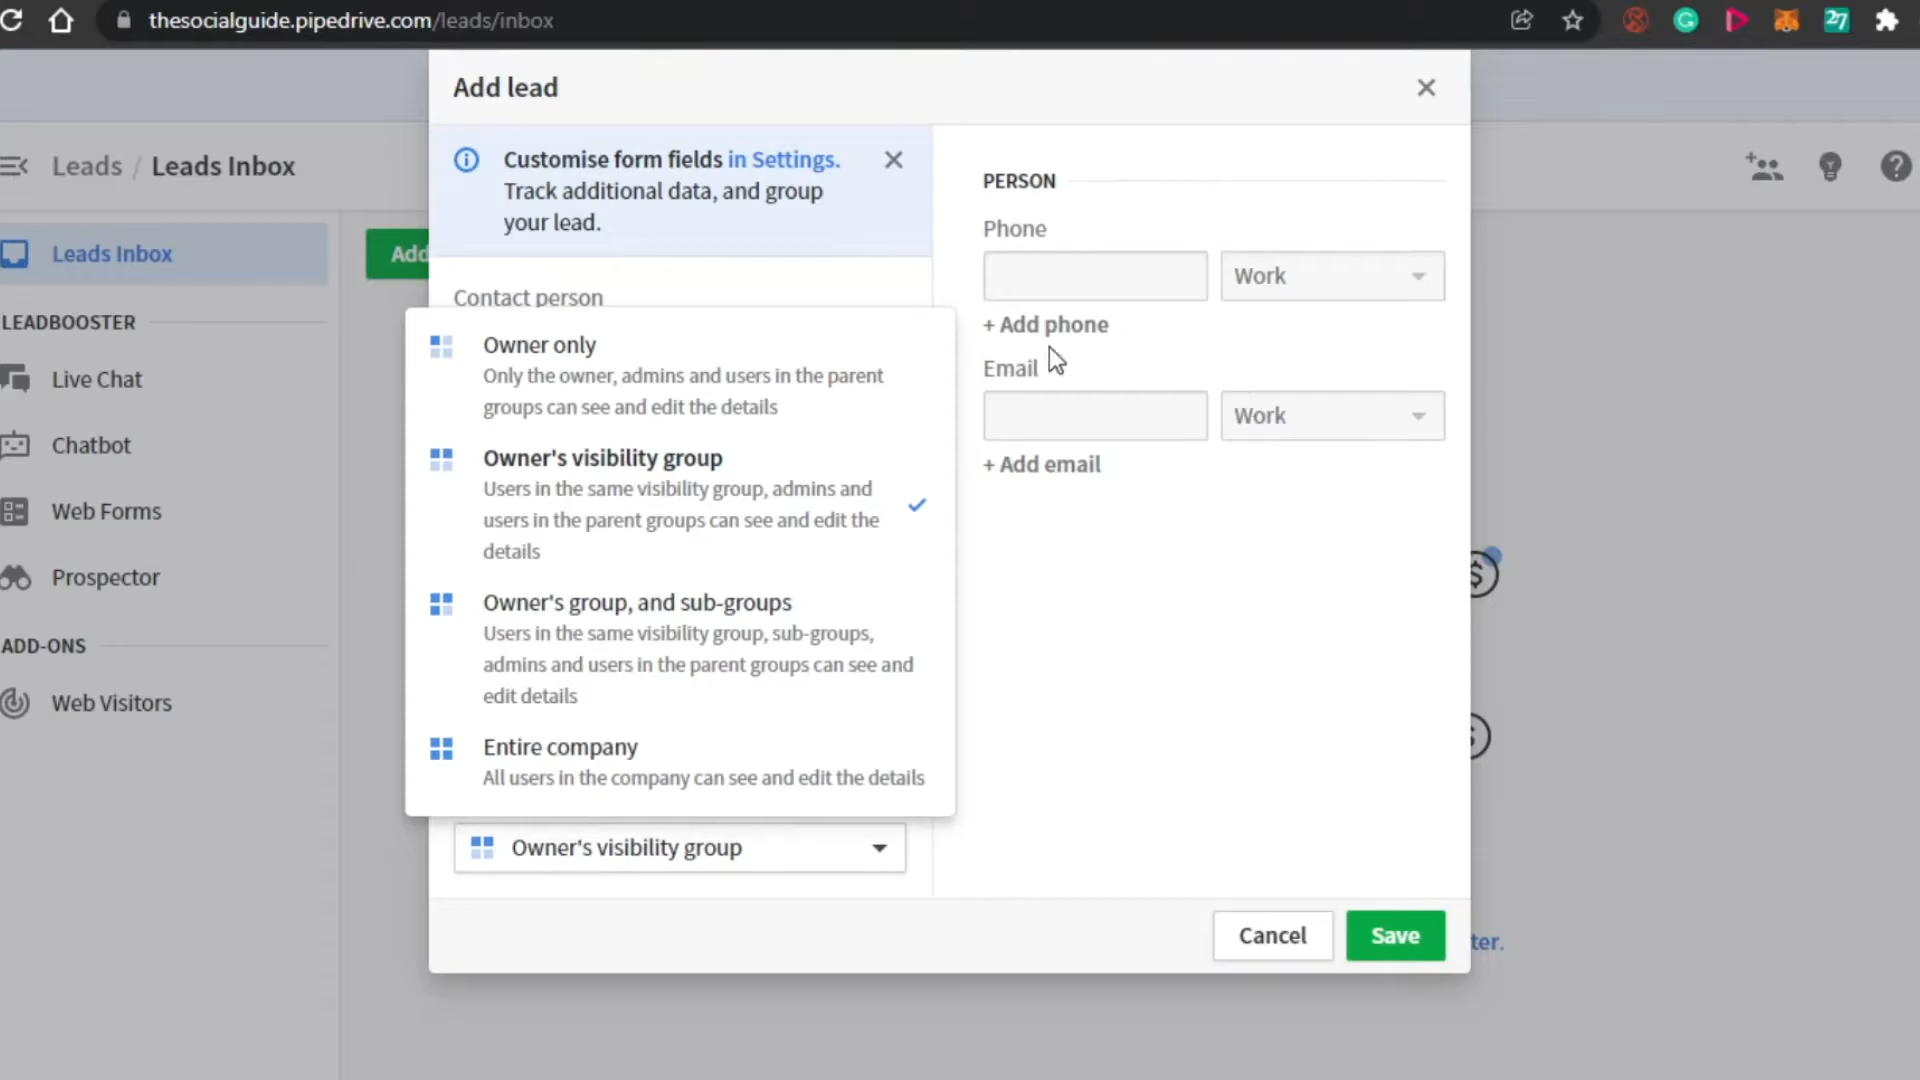 thesocialguide.pipedrive.com/leads/inbox
27
Add lead
Leads / Leads Inbox
Customise form fields in Settings.
Track additional data, and group
your lead.
Leads Inbox
Add
LEADBOOSTER
Live Chat
Chatbot
Web Forms
Prospector
ADD-ONS
Web Visitors
Contact person
Owner only
Only the owner, admins and users in the parent
groups can see and edit the details
Owner's visibility group
Users in the same visibility group, admins and
users in the parent groups can see and edit the
details
Owner's group, and sub-groups
Users in the same visibility group, sub-groups,
admins and users in the parent groups can see and
edit details
Entire company
All users in the company can see and edit the details
Owner's visibility group
PERSON
Phone
Work
+ Add phone
Email
Work
+ Add email
Cancel
Save
ter.